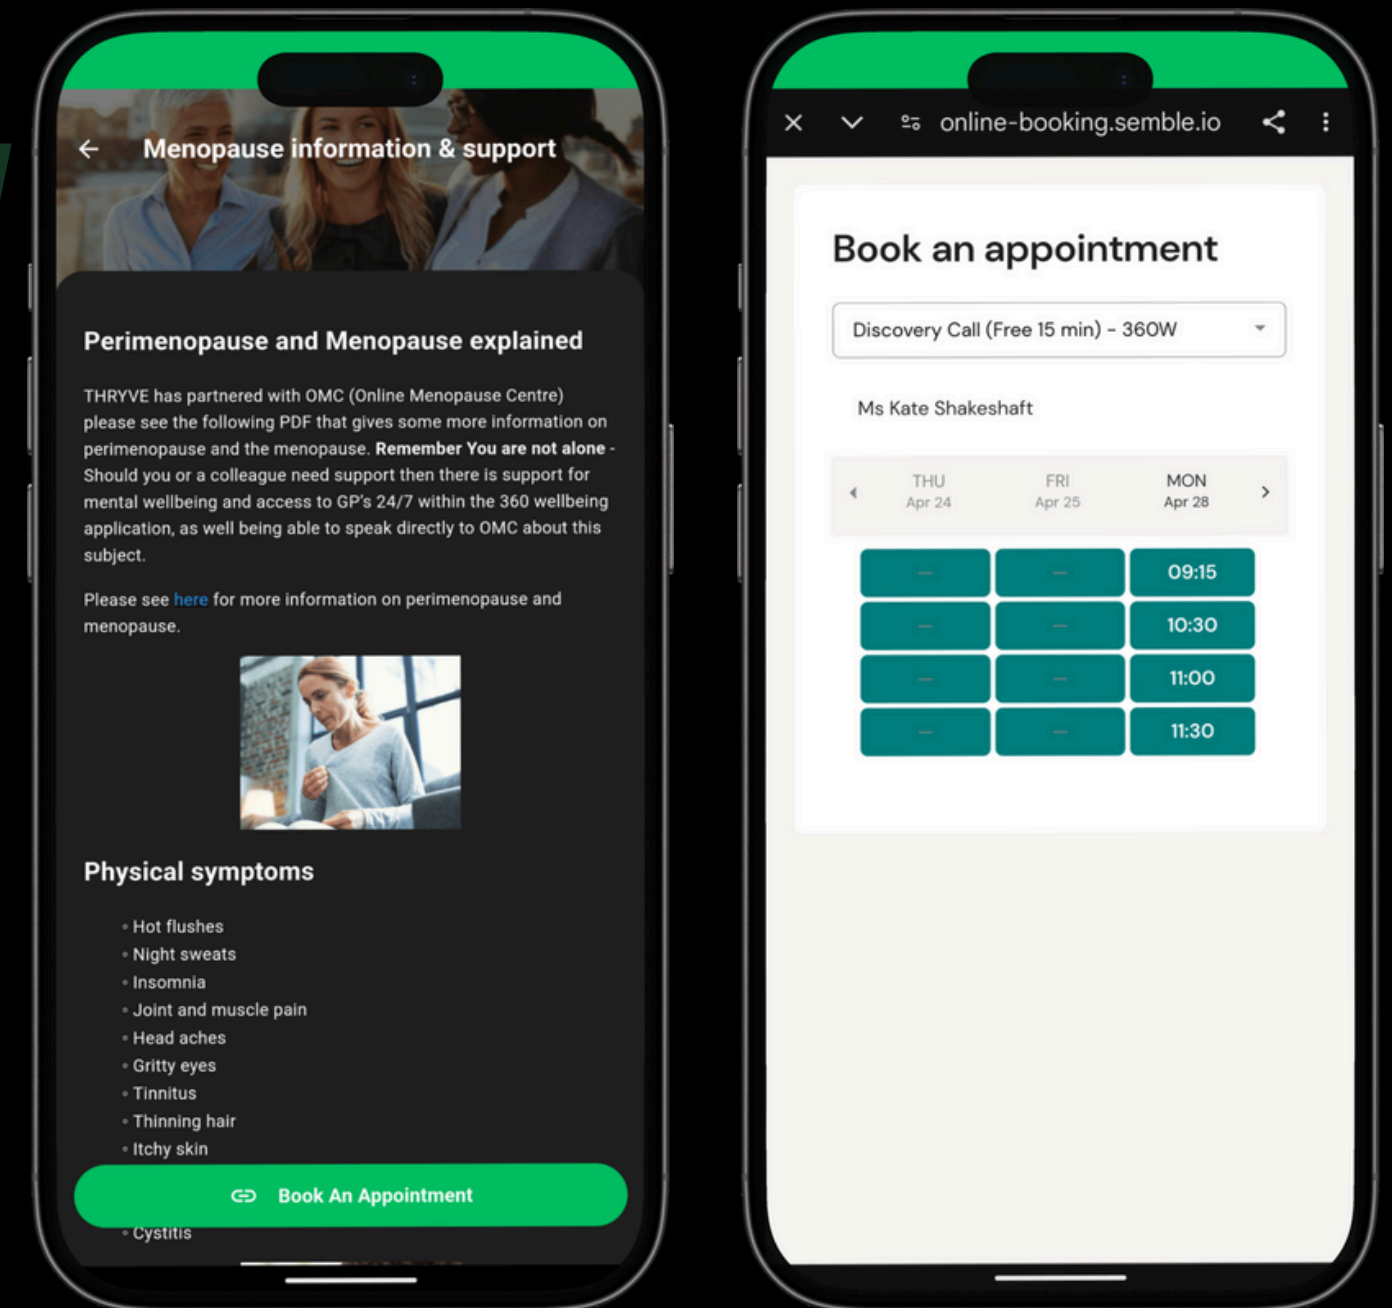 Menopause information & support
Perimenopause and Menopause explained
THRYVE has partnered with OMC (Online Menopause Centre)
please see the following PDF that gives some more information on
perimenopause and the menopause. Remember You are not alone -
Should you or a colleague need support then there is support for
mental wellbeing and access to GP's 24/7 within the 360 wellbeing
application, as well being able to speak directly to OMC about this
subject.
Please see here for more information on perimenopause and
menopause.
Physical symptoms
◦ Hot flushes
◦ Night sweats
◦ Insomnia
◦ Joint and muscle pain
◦ Head aches
◦ Gritty eyes
◦ Tinnitus
◦ Thinning hair
◦ Itchy skin
Book An Appointment
◦ Cystitis
online-booking.semble.io
Book an appointment
Discovery Call (Free 15 min) - 360W
Ms Kate Shakeshaft
THU FRI MON
Apr 24 Apr 25 Apr 28
— — 09:15
— — 10:30
— — 11:00
— — 11:30